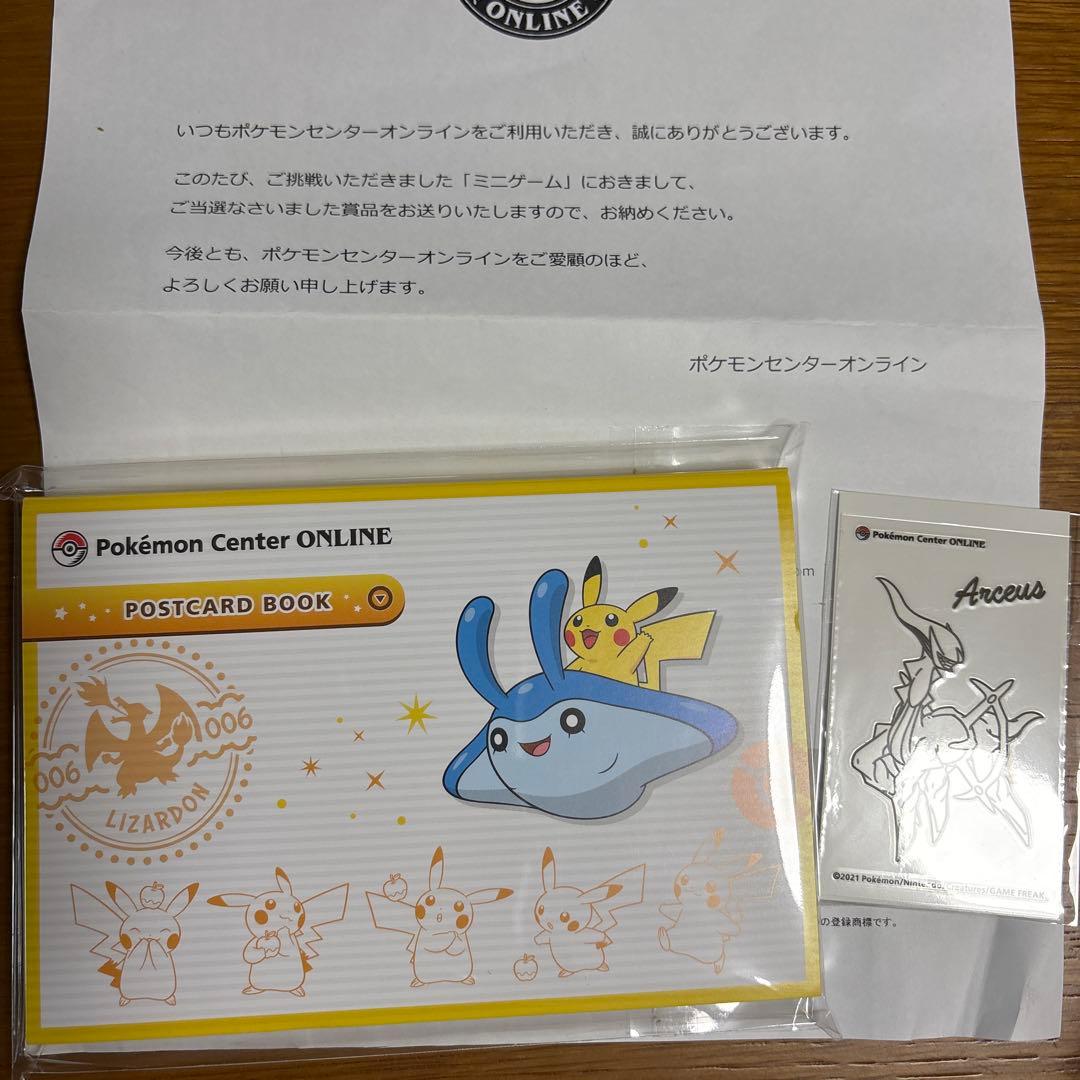 ONLINE
いつもポケモンセンターオンラインをご利用いただき、誠にありがとうございます。
このたび、ご挑戦いただきました「ミニゲーム」におきまして、
ご当選なさいました賞品をお送りいたしますので、お納めください。
今後とも、ポケモンセンターオンラインをご愛顧のほど、
よろしくお願い申し上げます。
ポケモンセンターオンライン
Pokémon Center ONLINE
POSTCARD BOOK
006
006
LIZARDON
om
Pokémon Center ONLINE
Arceus
©2021 Pokémon/Nintendo/Creatures/GAME FREAK.
の登録商標です。